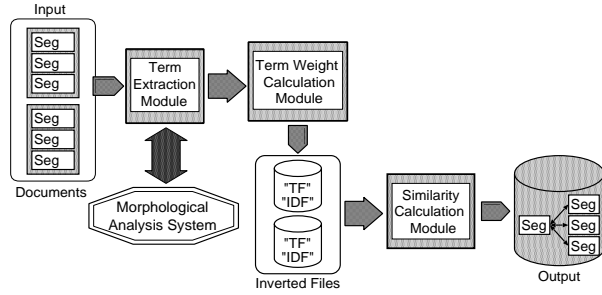 Input
Seg
Seg
Seg
Seg
Seg
Seg
Documents
Term
Extraction
Module
Morphological
Analysis System
Term Weight
Calculation
Module
"TF"
"IDF"
"TF"
"IDF"
Inverted Files
Similarity
Calculation
Module
Seg
Seg
Seg
Seg
Output